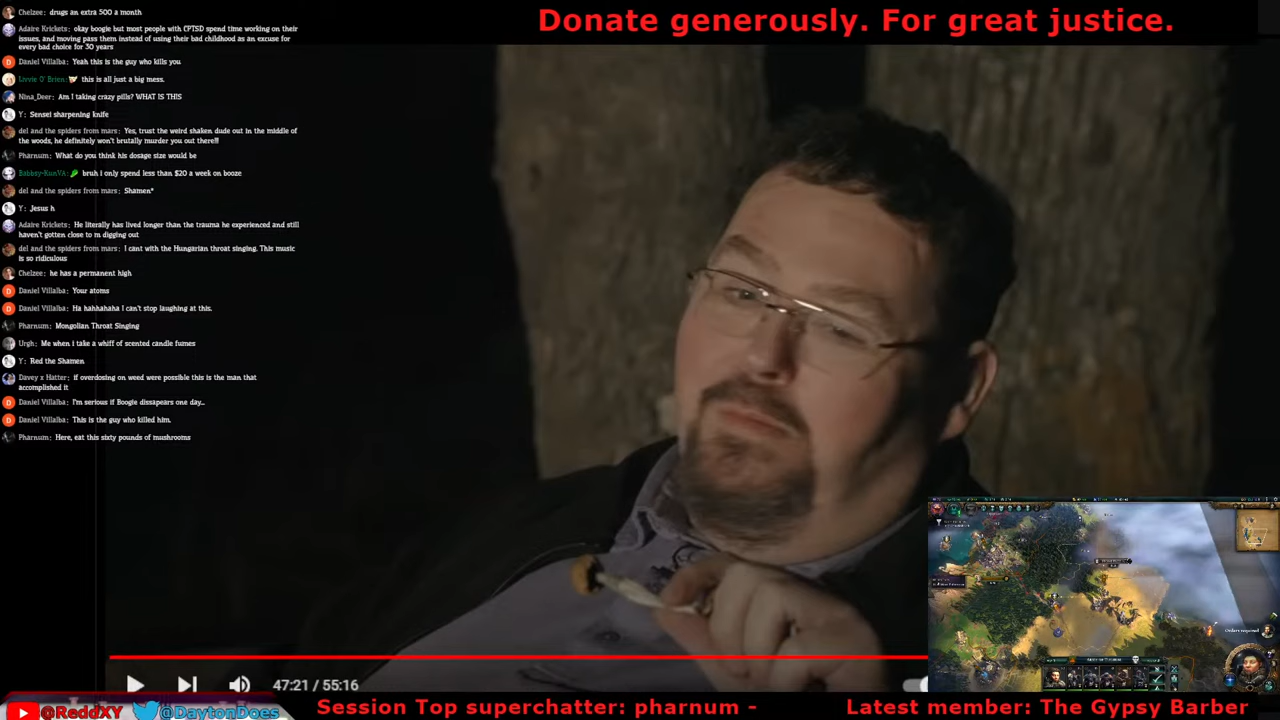 Donate generously. For great justice.
Chelzee: drugs an extra 500 a month
Adaire Krickets: okay boogie but most people with CPTSD spend time working on their
issues, and moving pass them instead of using their bad childhood as an excuse for
every bad choice for 30 years
Daniel Villalba: Yeah this is the guy who kills you
Livvie O' Brien: this is all just a big mess.
Nina_Deer: Am I taking crazy pills? WHAT IS THIS
Y: Sensei sharpening knife
del and the spiders from mars: Yes, trust the weird shaken dude out in the middle of
the woods, he definitely won't brutally murder you out there!!!
Pharnum: What do you think his dosage size would be
Babbsy-KunVA: bruh i only spend less than $20 a week on booze
del and the spiders from mars: Shamen*
Y: Jesus h
Adaire Krickets: He literally has lived longer than the trauma he experienced and still
haven't gotten close to m digging out
del and the spiders from mars: I cant with the Hungarian throat singing. This music
is so ridiculous
Chelzee: he has a permanent high
Daniel Villalba: Your atoms
Daniel Villalba: Ha hahhahaha I can't stop laughing at this.
Pharnum: Mongolian Throat Singing
Urgh: Me when i take a whiff of scented candle fumes
Y: Red the Shamen
Davey x Hatter: if overdosing on weed were possible this is the man that
accomplished it
Daniel Villalba: I'm serious if Boogie dissapears one day...
Daniel Villalba: This is the guy who killed him.
Pharnum: Here, eat this sixty pounds of mushrooms
Orders required
47:21 / 55:16
@ReddXY @DaytonDoes Session Top superchatter: pharnum - Latest member: The Gypsy Barber